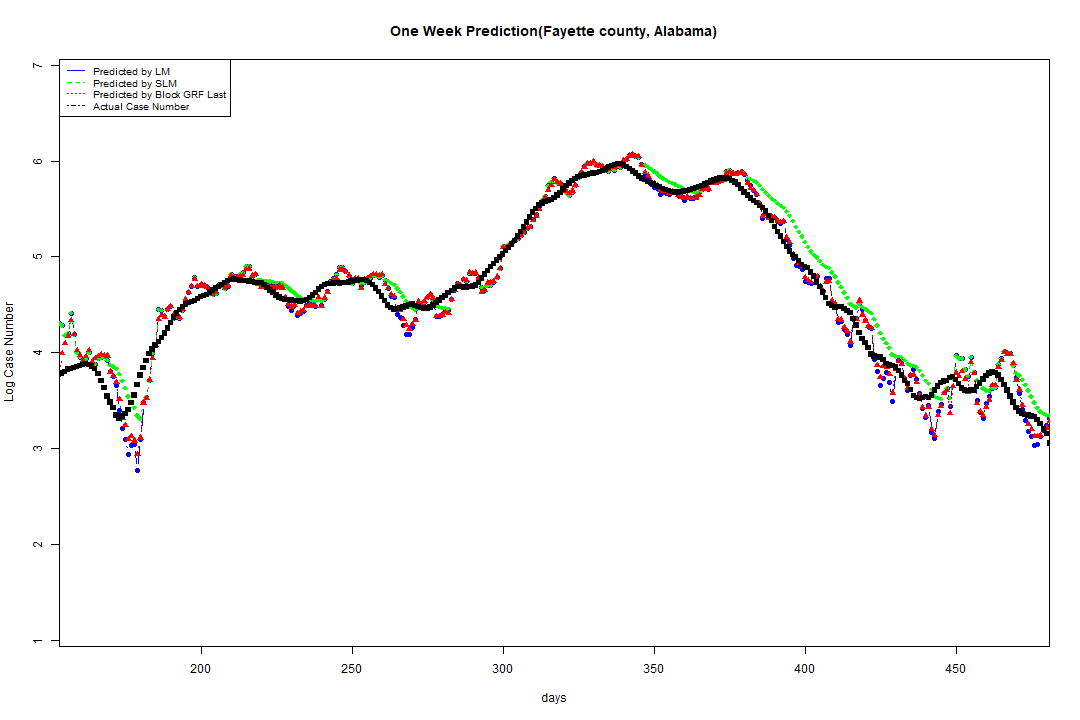 One Week Prediction(Fayette county, Alabama)
Predicted by LM
Predicted by SLM
Predicted by Block GRF Last
Actual Case Number
7
6
5
4
3
2
1
Log Case Number
200 250 300 350 400 450
days